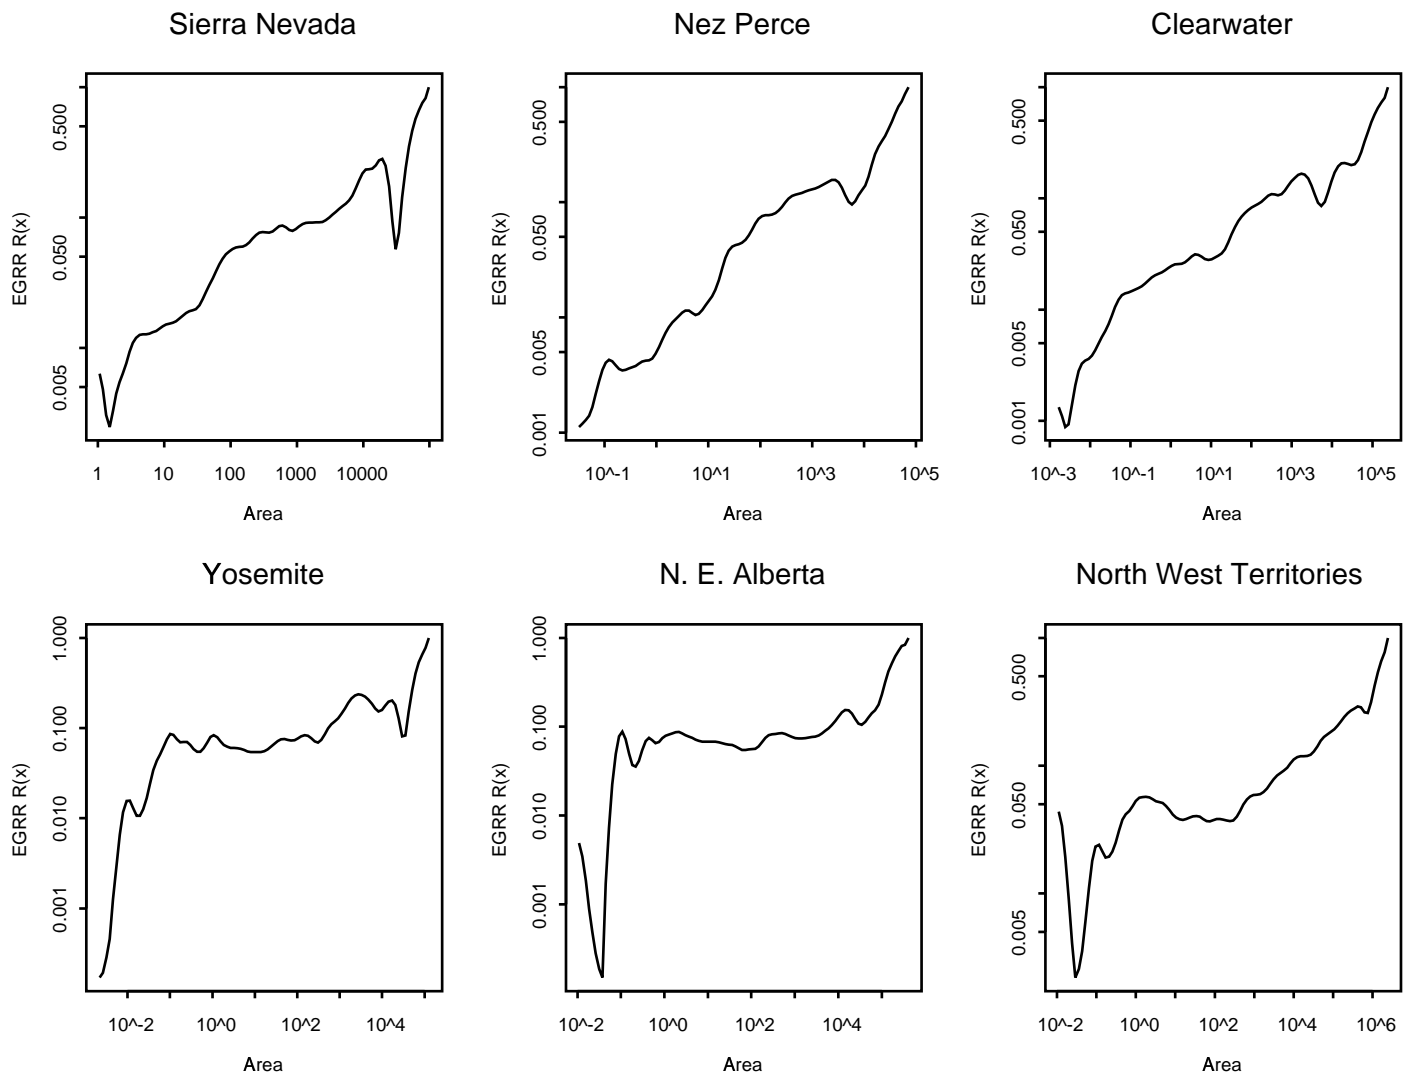 Sierra Nevada
EGRR R(x)
0.500
0.050
0.005
1 10 100 1000 10000
Area
Nez Perce
EGRR R(x)
0.500
0.050
0.005
0.001
10^-1 10^1 10^3 10^5
Area
Clearwater
EGRR R(x)
0.500
0.050
0.005
0.001
10^-3 10^-1 10^1 10^3 10^5
Area
Yosemite
EGRR R(x)
1.000
0.100
0.010
0.001
10^-2 10^0 10^2 10^4
Area
N. E. Alberta
EGRR R(x)
1.000
0.100
0.010
0.001
10^-2 10^0 10^2 10^4
Area
North West Territories
EGRR R(x)
0.500
0.050
0.005
10^-2 10^0 10^2 10^4 10^6
Area